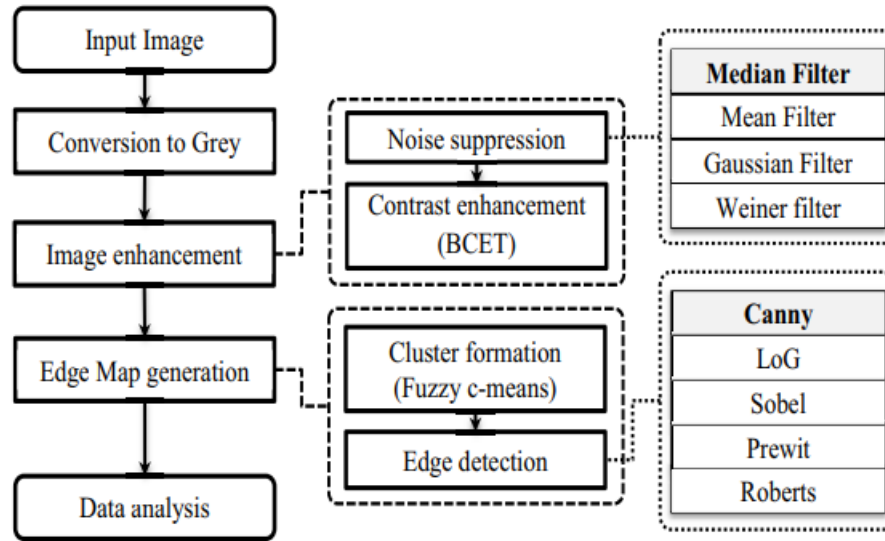 Input Image
Conversion to Grey
Image enhancement
Edge Map generation
Data analysis
Noise suppression
Contrast enhancement
(BCET)
Cluster formation
(Fuzzy c-means)
Edge detection
Median Filter
Mean Filter
Gaussian Filter
Weiner filter
Canny
LoG
Sobel
Prewit
Roberts